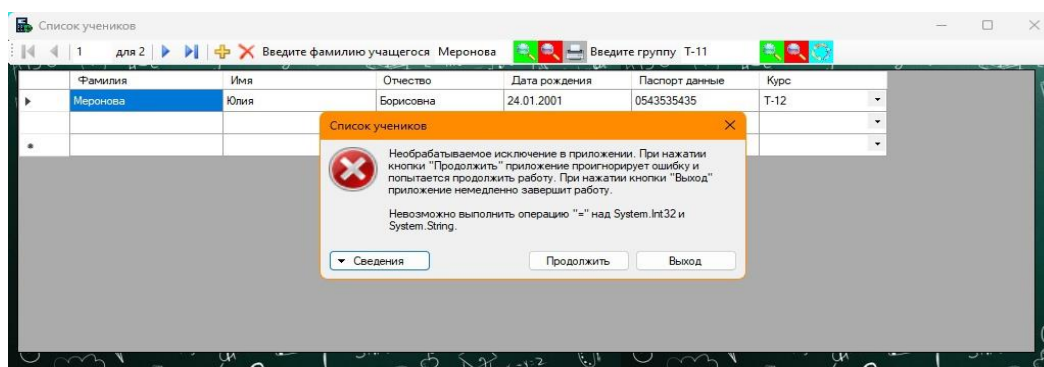 Список учеников
1 для 2 Введите фамилию учащегося Меронова Введите группу Т-11
Фамилия Имя Отчество Дата рождения Паспорт данные Курс
Меронова Юлия Борисовна 24.01.2001 0543535435 Т-12
Список учеников
Необрабатываемое исключение в приложении. При нажатии
кнопки "Продолжить" приложение проигнорирует ошибку и
попытается продолжить работу. При нажатии кнопки "Выход"
приложение немедленно завершит работу.
Невозможно выполнить операцию "=" над System.Int32 и
System.String.
Сведения Продолжить Выход